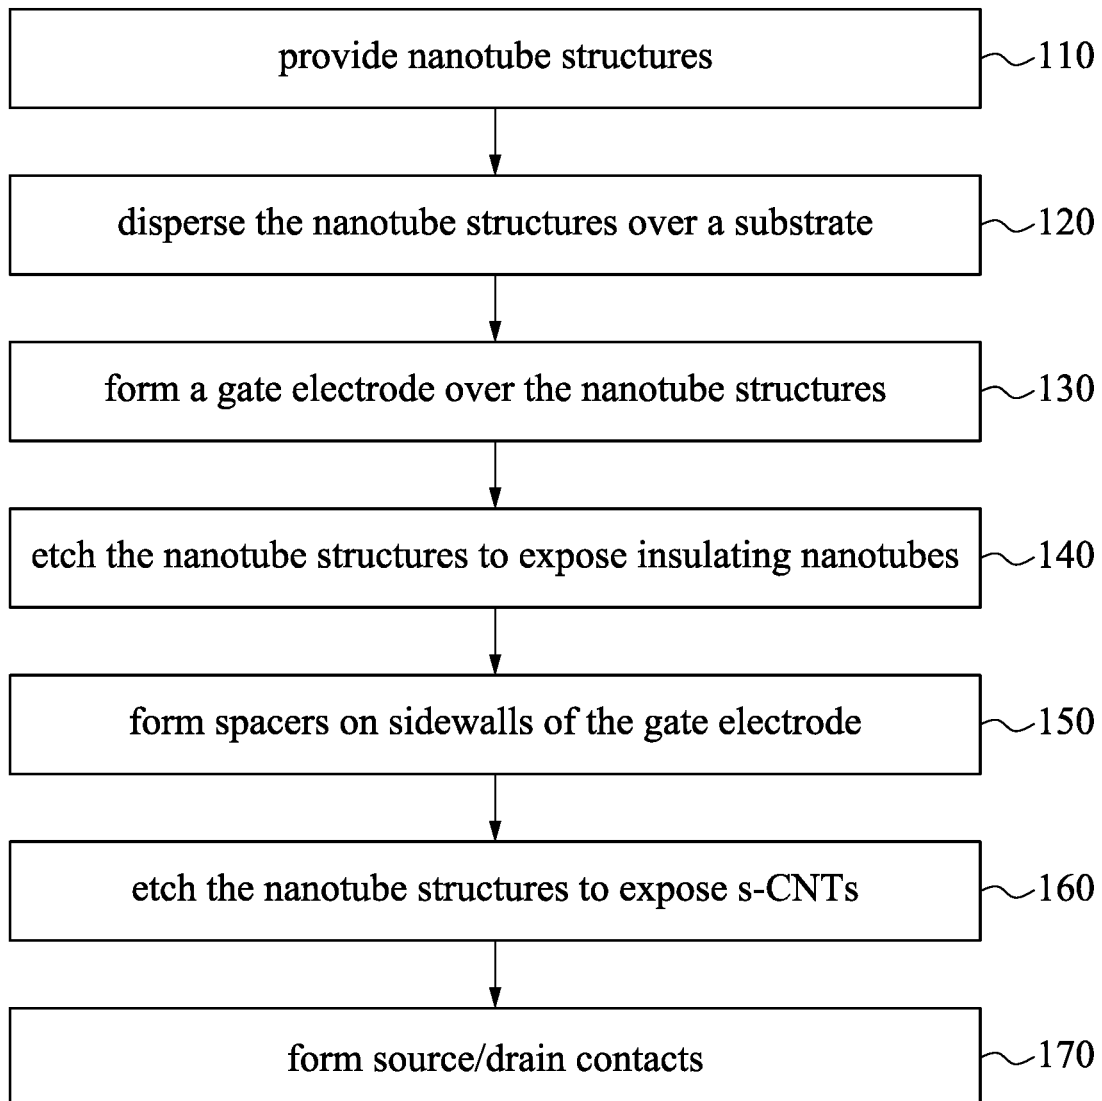 provide nanotube structures 110
disperse the nanotube structures over a substrate 120
form a gate electrode over the nanotube structures 130
etch the nanotube structures to expose insulating nanotubes 140
form spacers on sidewalls of the gate electrode 150
etch the nanotube structures to expose s-CNTs 160
form source/drain contacts 170